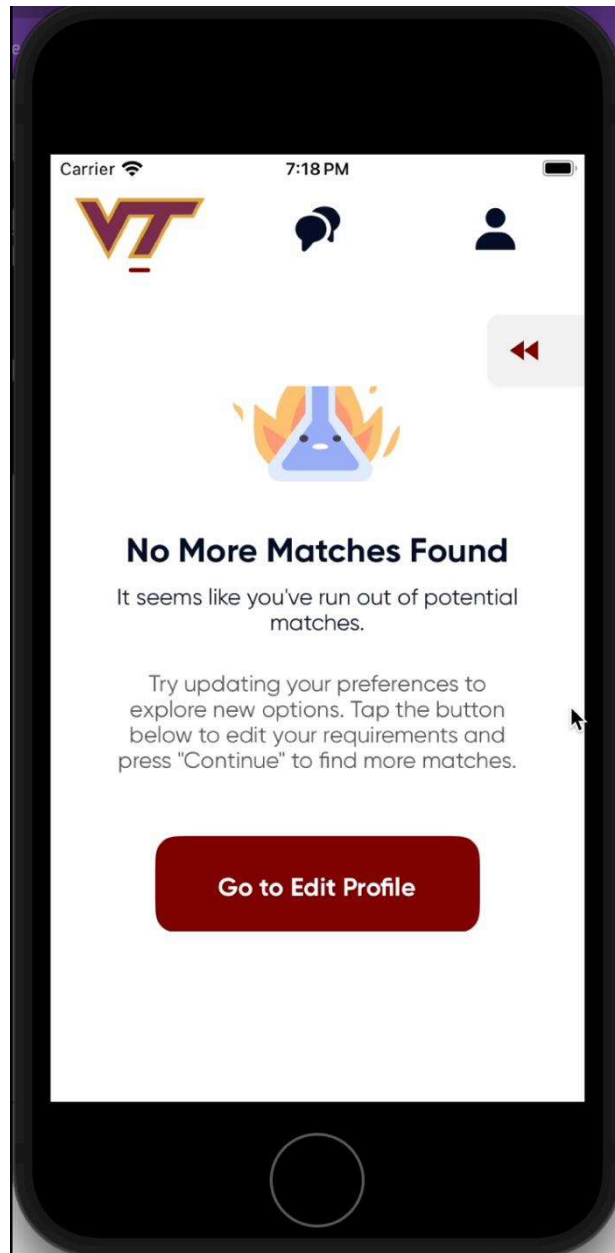 Carrier 7:18 PM
VT
No More Matches Found
It seems like you've run out of potential
matches.
Try updating your preferences to
explore new options. Tap the button
below to edit your requirements and
press "Continue" to find more matches.
Go to Edit Profile